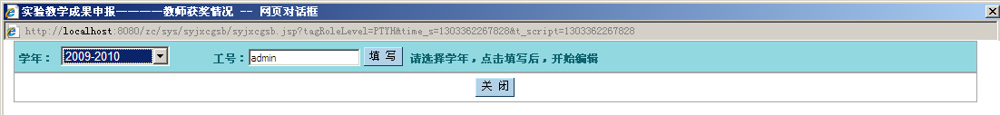 实验教学成果申报————教师获奖情况 -- 网页对话框
http://localhost:8080/zc/sys/syjxcgsb/syjxcgsb.jsp?tagRoleLevel=PTYH&time_s=1303362267828&t_script=1303362267828
学年： 2009-2010 工号： admin 填 写 请选择学年，点击填写后，开始编辑
关 闭